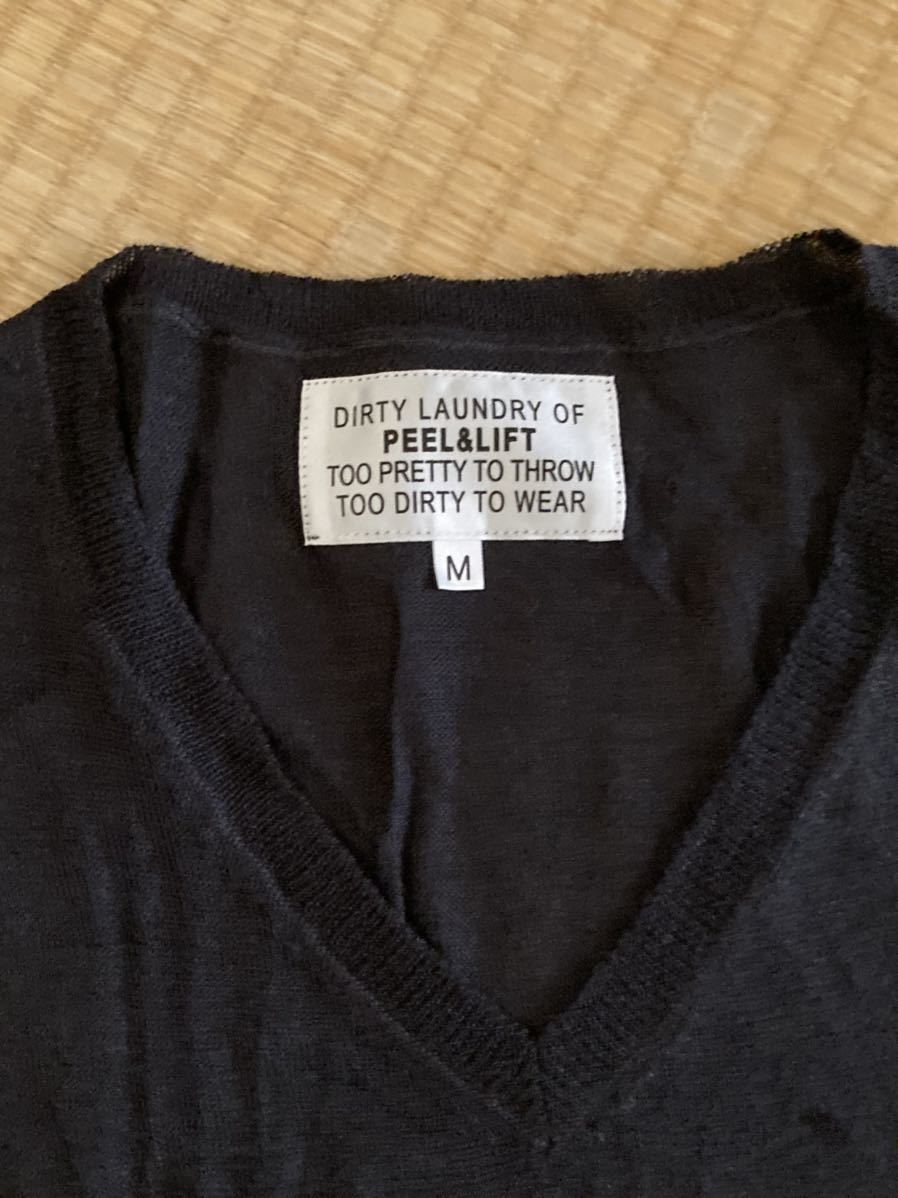 DIRTY LAUNDRY OF
PEEL&LIFT
TOO PRETTY TO THROW
TOO DIRTY TO WEAR
M